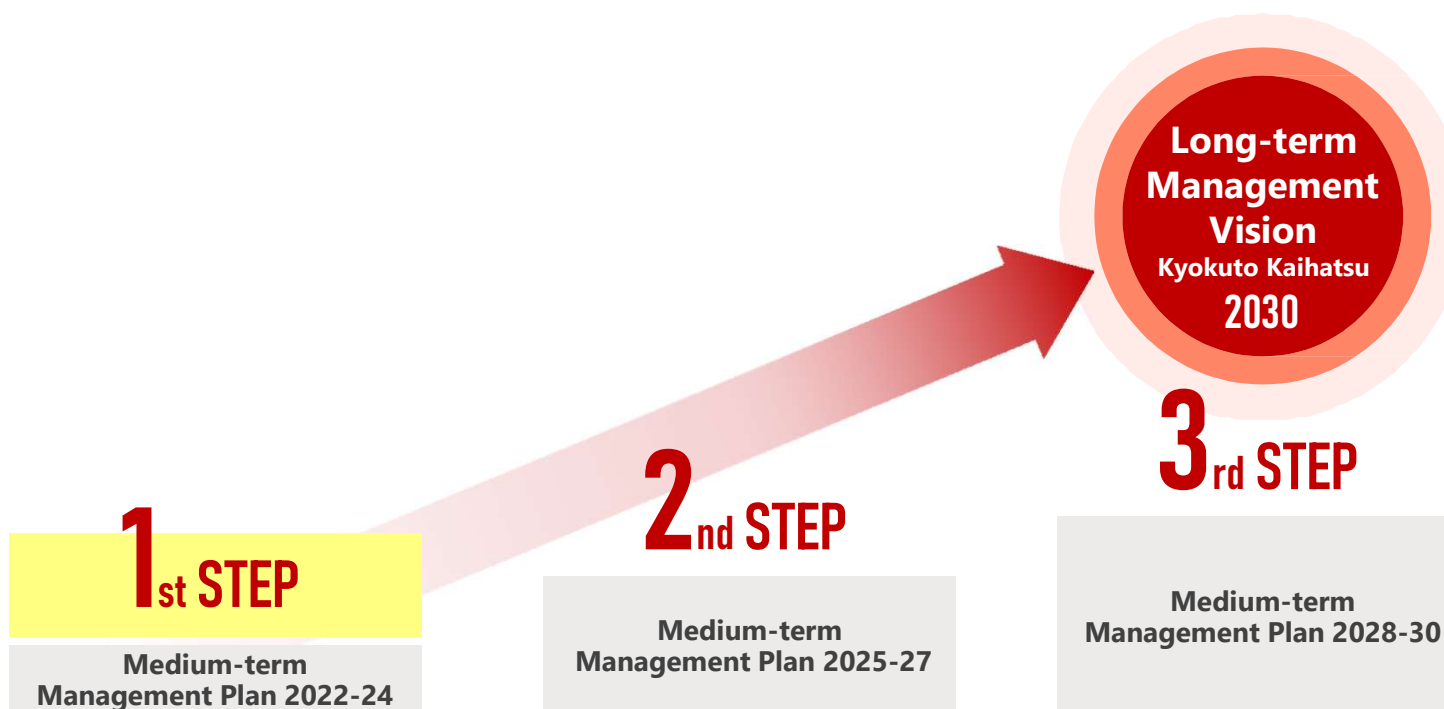 Long-term
Management
Vision
Kyokuto Kaihatsu
2030
1st STEP
Medium-term
Management Plan 2022-24
2nd STEP
Medium-term
Management Plan 2025-27
3rd STEP
Medium-term
Management Plan 2028-30